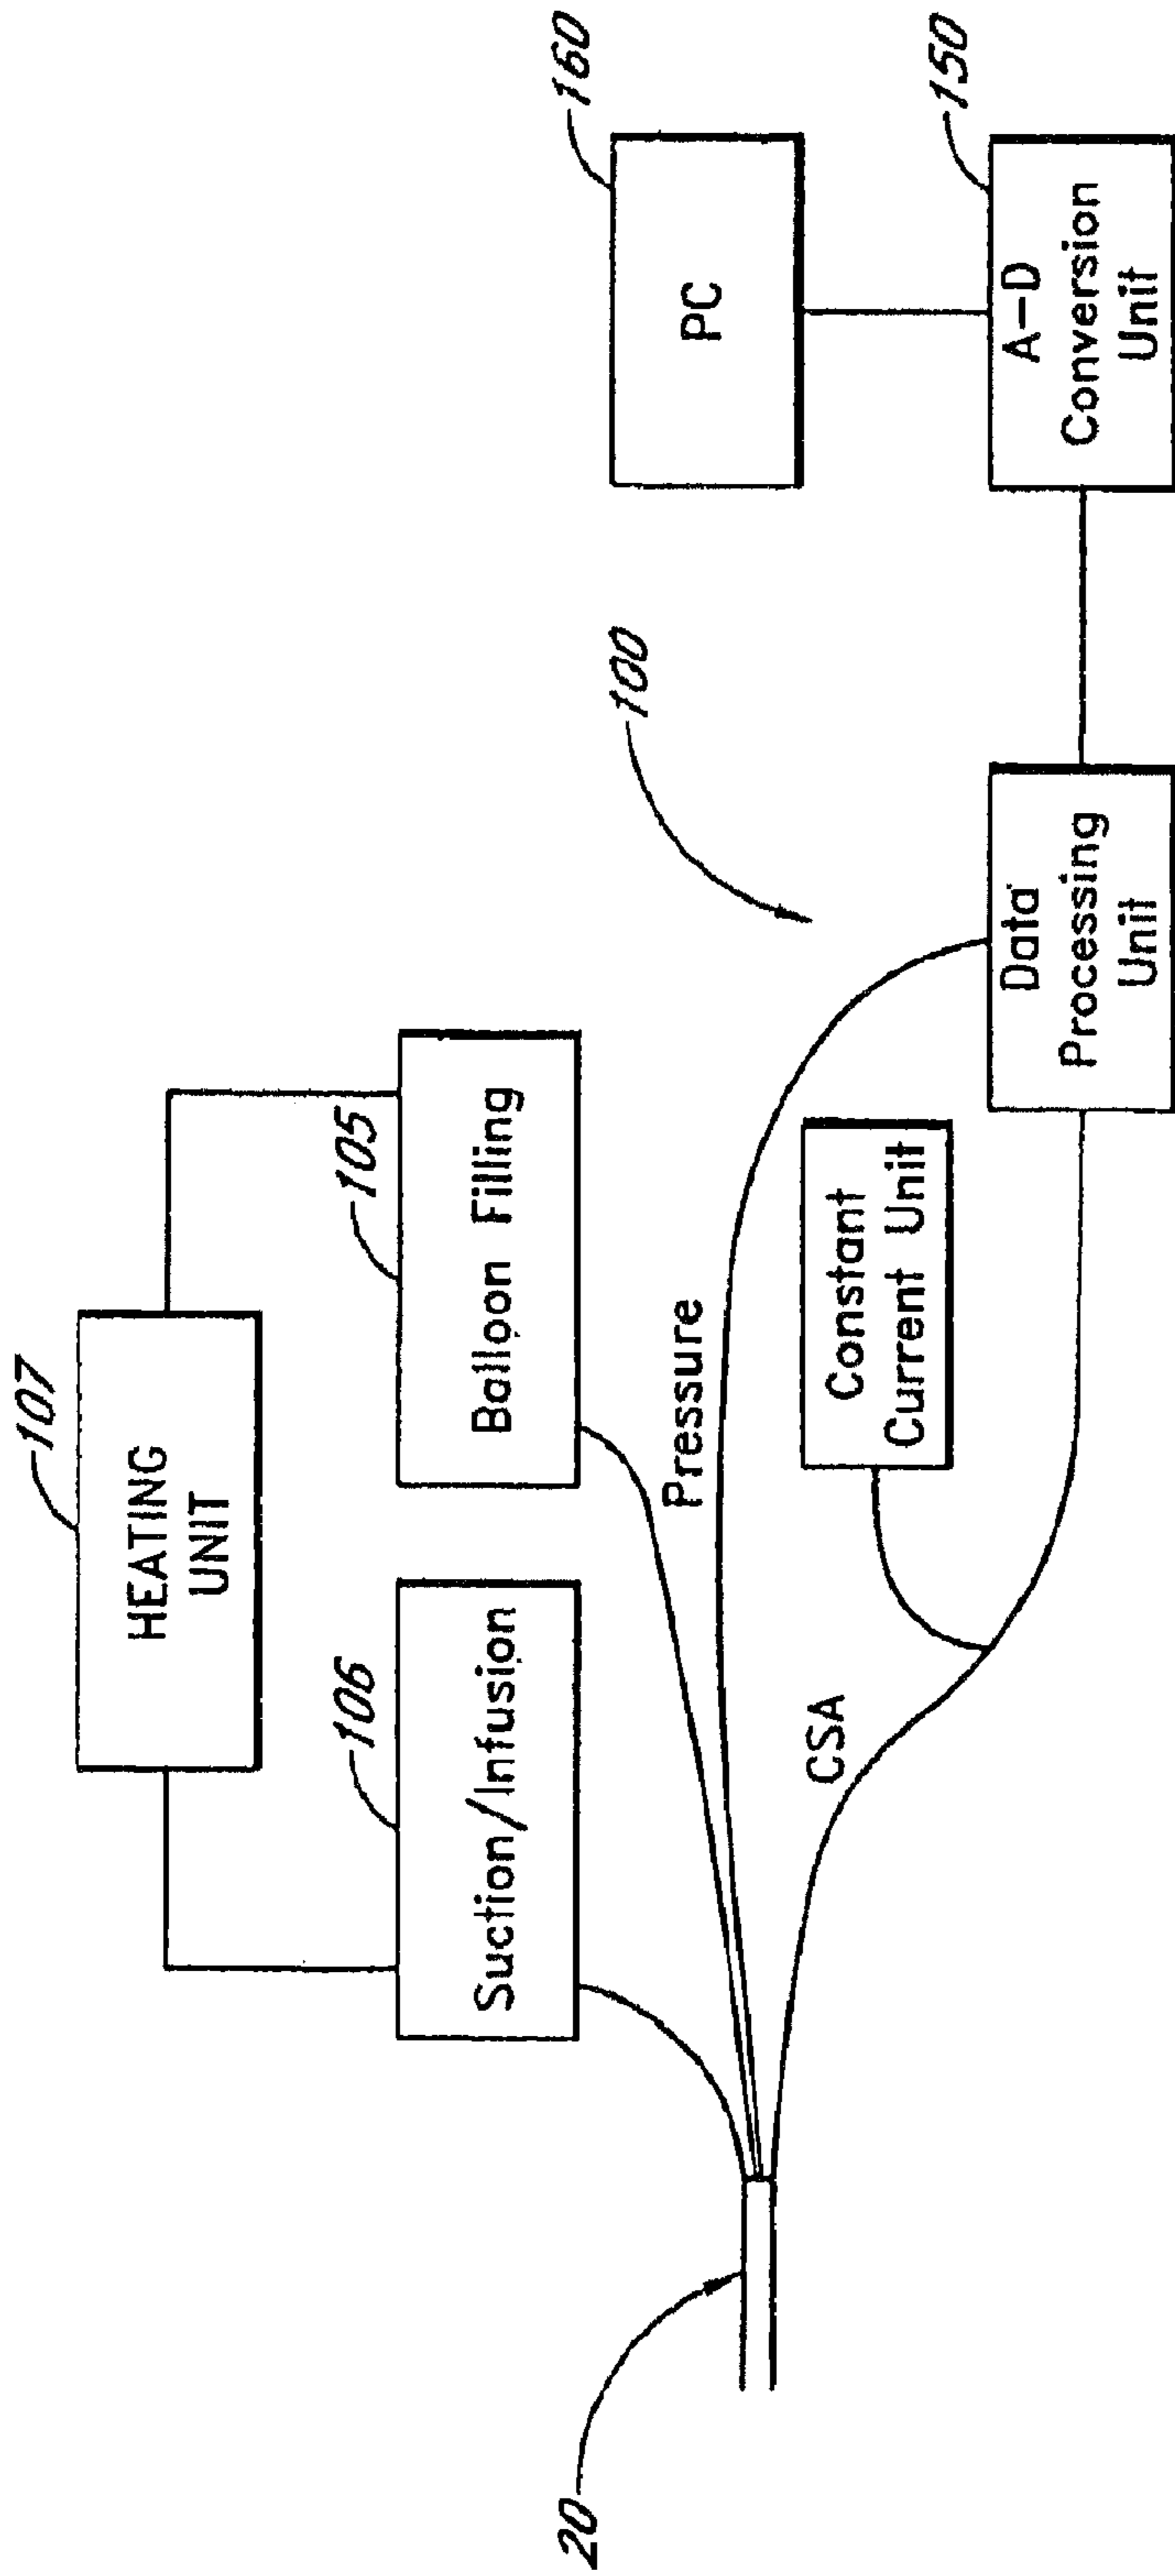 107
HEATING
UNIT
106
105
Suction/Infusion
Balloon Filling
100
160
PC
20
Pressure
CSA
Constant
Current Unit
Data
Processing
Unit
150
A-D
Conversion
Unit